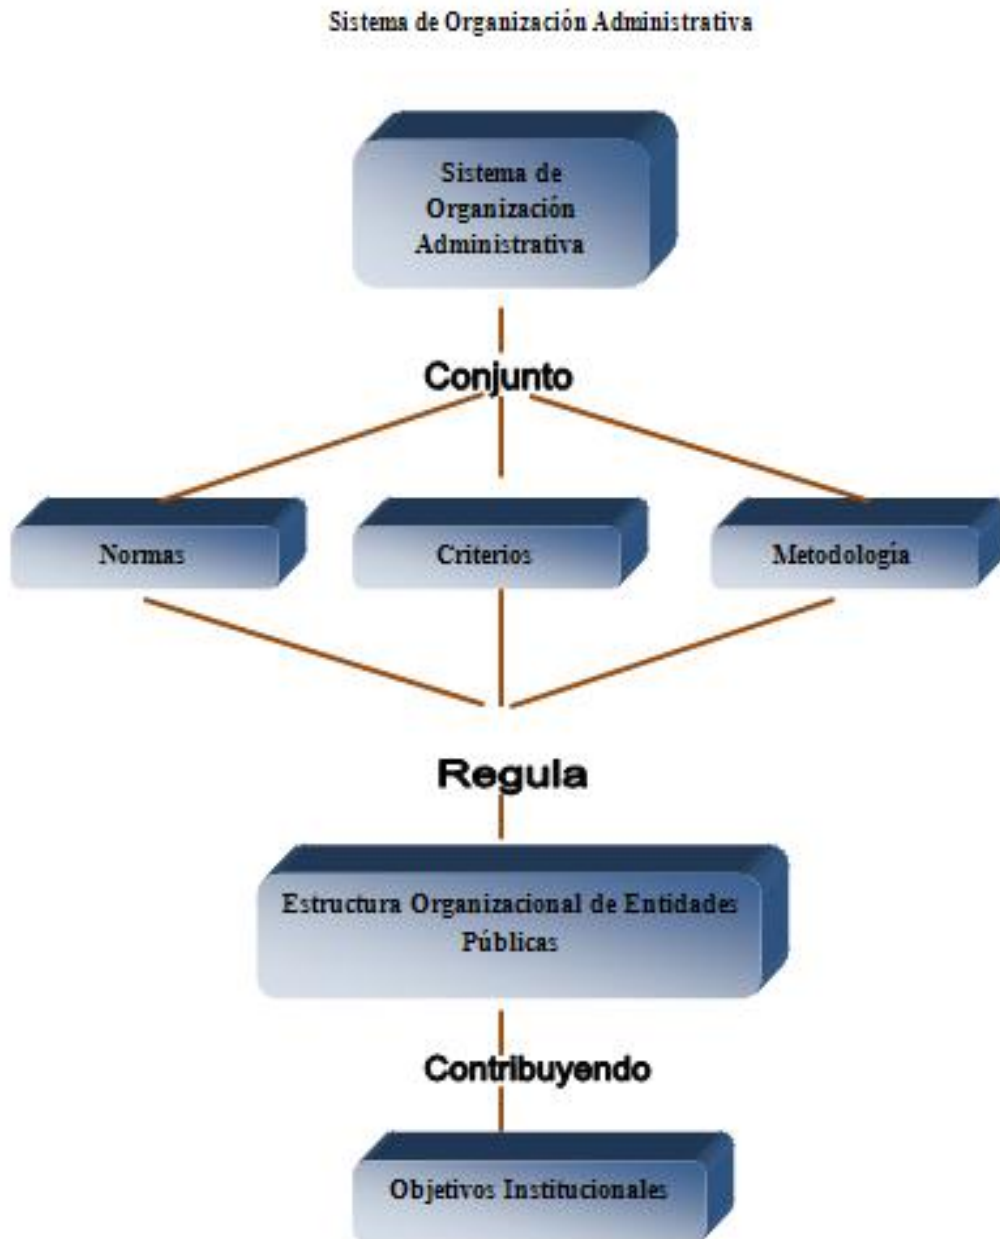 Sistema de Organización Administrativa
Sistema de
Organización
Administrativa
Conjunto
Normas
Criterios
Metodología
Regula
Estructura Organizacional de Entidades
Públicas
Contribuyendo
Objetivos Institucionales